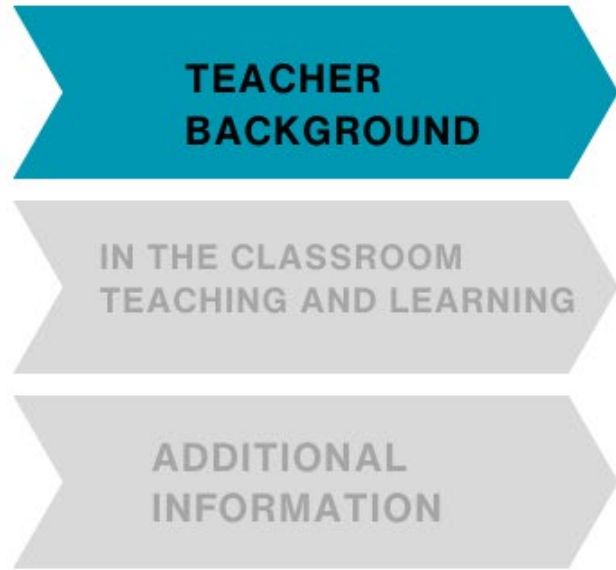 TEACHER
BACKGROUND
IN THE CLASSROOM
TEACHING AND LEARNING
ADDITIONAL
INFORMATION